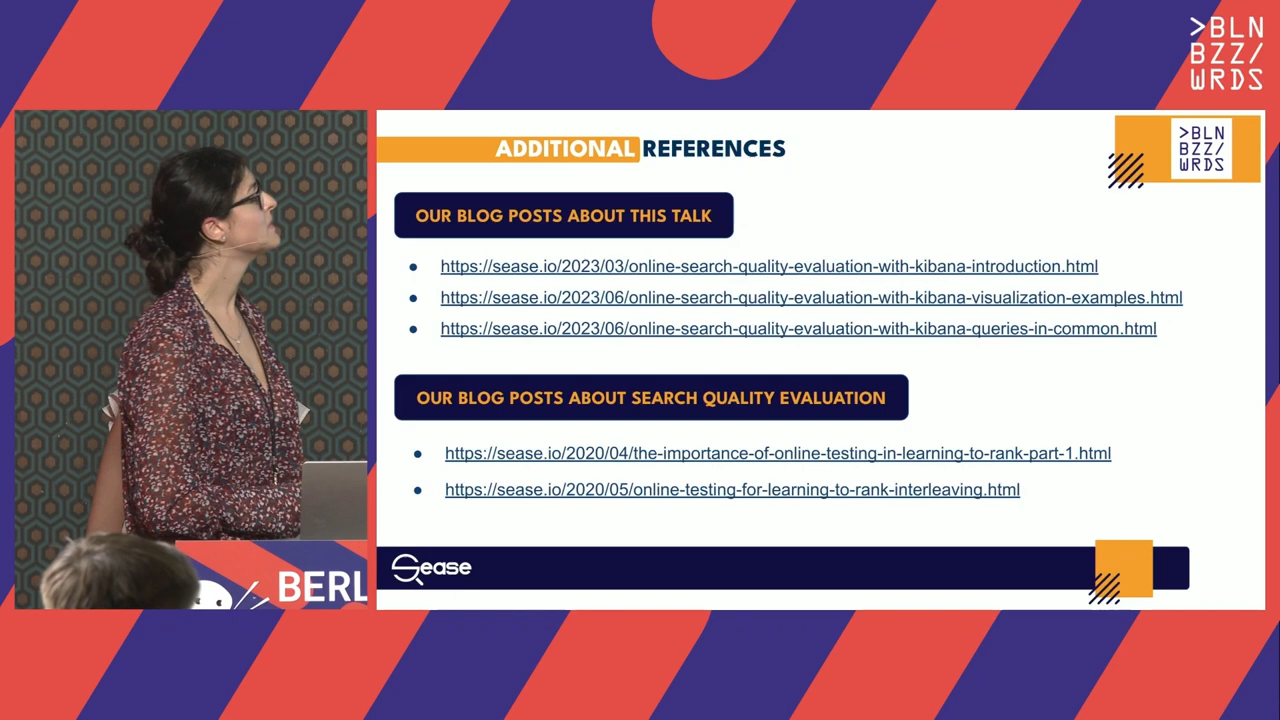 >BLN
BZZ/
WRDS
ADDITIONAL REFERENCES
>BLN
BZZ/
WRDS
OUR BLOG POSTS ABOUT THIS TALK
● https://sease.io/2023/03/online-search-quality-evaluation-with-kibana-introduction.html
● https://sease.io/2023/06/online-search-quality-evaluation-with-kibana-visualization-examples.html
● https://sease.io/2023/06/online-search-quality-evaluation-with-kibana-queries-in-common.html
OUR BLOG POSTS ABOUT SEARCH QUALITY EVALUATION
● https://sease.io/2020/04/the-importance-of-online-testing-in-learning-to-rank-part-1.html
● https://sease.io/2020/05/online-testing-for-learning-to-rank-interleaving.html
Sease
BERL